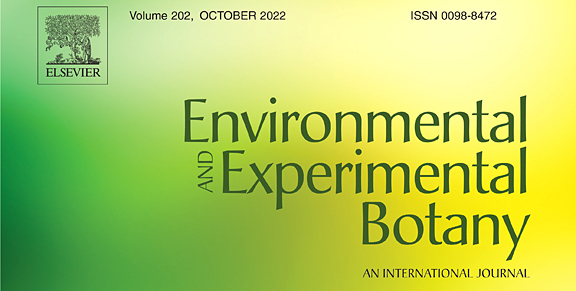 Volume 202, OCTOBER 2022
ISSN 0098-8472
ELSEVIER
Environmental
AND Experimental
Botany
AN INTERNATIONAL JOURNAL